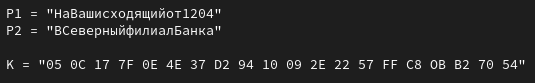 P1 = "НаВашисходящийот1204"
P2 = "ВСеверныйфилиалБанка"
K = "05 0C 17 7F 0E 4E 37 D2 94 10 09 2E 22 57 FF C8 0B B2 70 54"